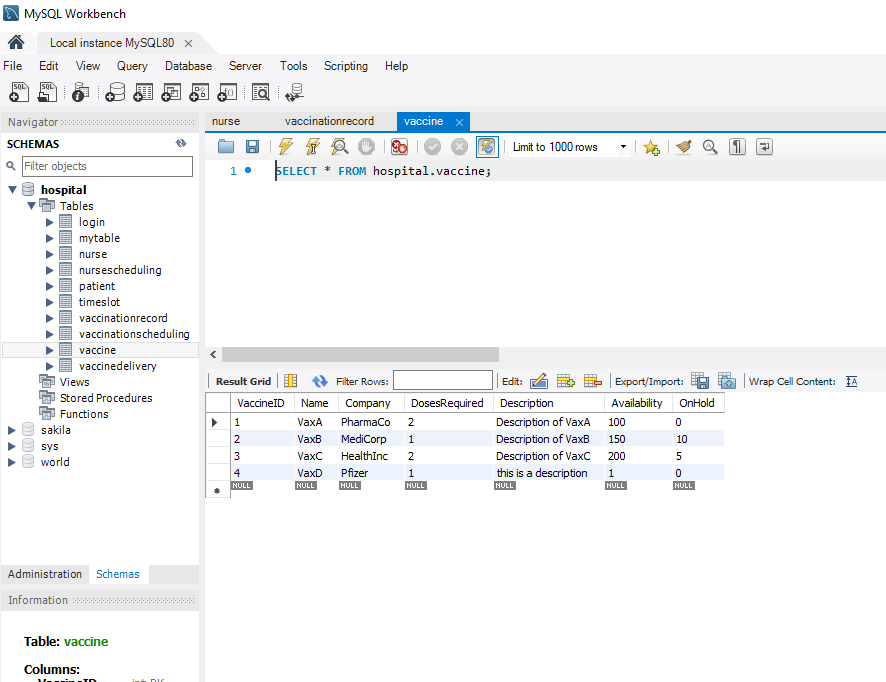 MySQL Workbench
Local instance MySQL80
File Edit View Query Database Server Tools Scripting Help
Navigator
SCHEMAS
Filter objects
hospital
Tables
login
mytable
nurse
nursescheduling
patient
timeslot
vaccinationrecord
vaccinationscheduling
vaccine
vaccinedelivery
Views
Stored Procedures
Functions
sakila
sys
world
Administration Schemas
Information
Table: vaccine
Columns:
VaccineID int PK
nurse vaccinationrecord vaccine
Limit to 1000 rows
1 SELECT * FROM hospital.vaccine;
Result Grid Filter Rows: Edit: Export/Import: Wrap Cell Content: IA
VaccineID Name Company DosesRequired Description Availability OnHold
1 VaxA PharmaCo 2 Description of VaxA 100 0
2 VaxB MediCorp 1 Description of VaxB 150 10
3 VaxC HealthInc 2 Description of VaxC 200 5
4 VaxD Pfizer 1 this is a description 1 0
NULL NULL NULL NULL NULL NULL NULL